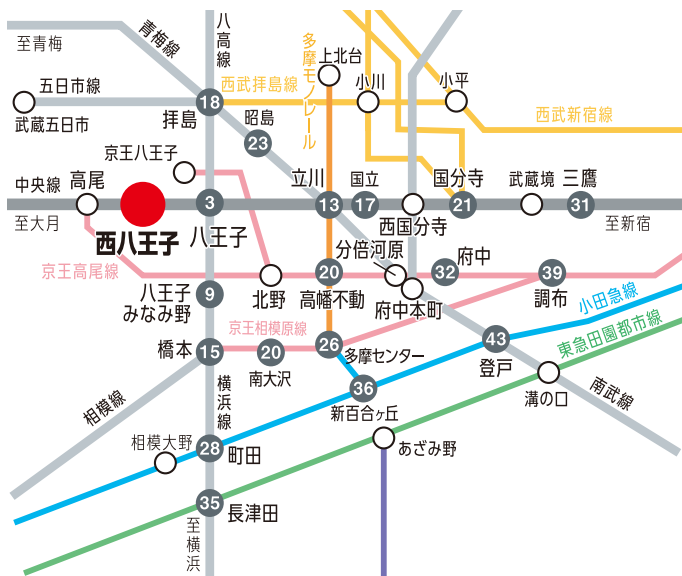 八高線
青梅線
至青梅
多摩モノレール
上北台
小川
小平
五日市線
西武拝島線
18
武蔵五日市
拝島
昭島
23
西武新宿線
京王八王子
中央線
高尾
立川
国立
国分寺
武蔵境
三鷹
3
13
17
21
31
至大月
西八王子
八王子
西国分寺
至新宿
京王高尾線
分倍河原
府中
北野
20
高幡不動
32
39
調布
八王子
みなみ野
9
府中本町
小田急線
京王相模原線
橋本
15
20
南大沢
26
多摩センター
43
登戸
東急田園都市線
相模線
横浜線
36
新百合ヶ丘
溝の口
南武線
相模大野
28
町田
あざみ野
35
長津田
至横浜